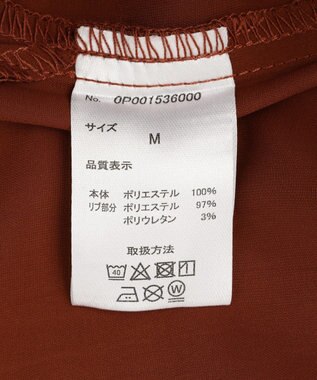 No. 0P001536000
サイズ
M
品質表示
本体 ポリエステル 100%
リブ部分 ポリエステル 97%
ポリウレタン 3%
取扱方法
40
W